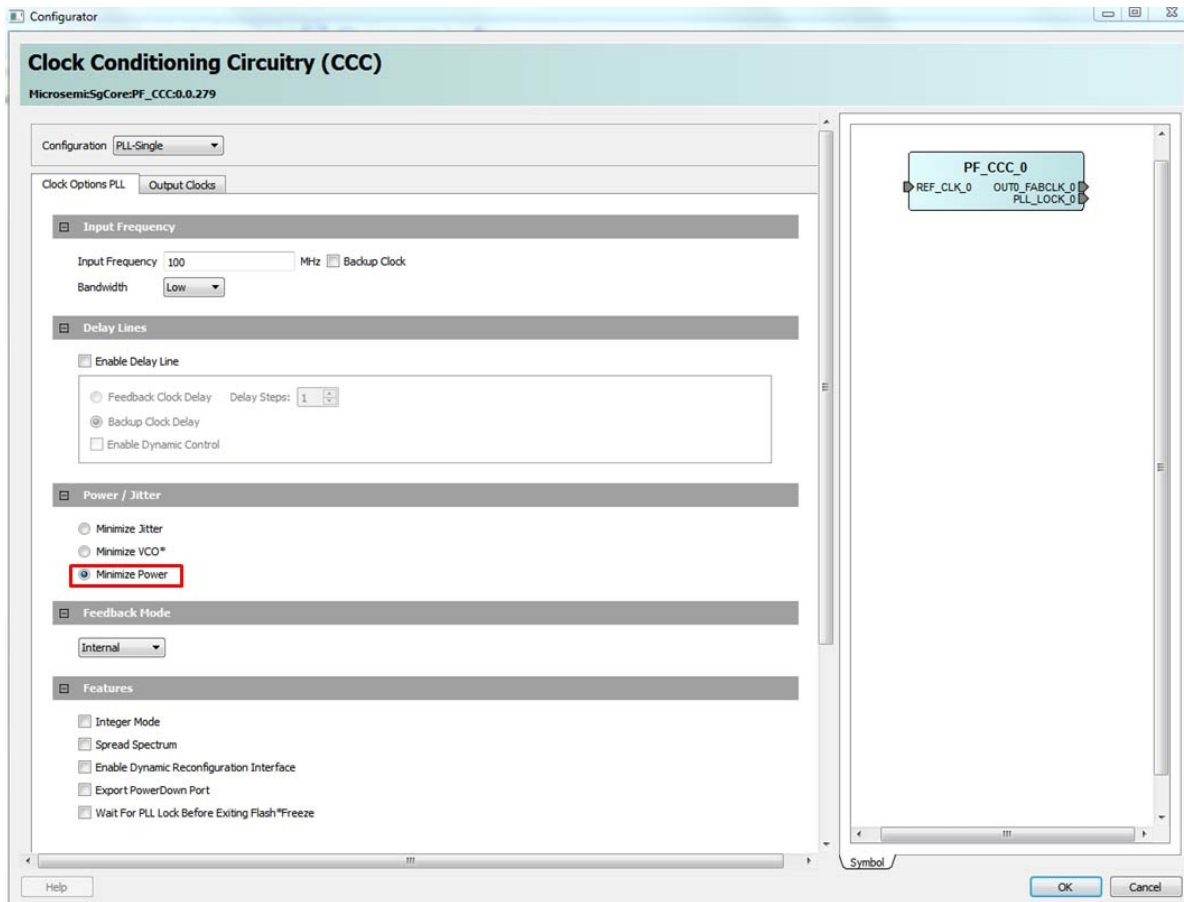 Configurator
Clock Conditioning Circuitry (CCC)
Microsemi:SgCore:PF_CCC:0.0.279
Configuration PLL-Single
Clock Options PLL Output Clocks
Input Frequency
Input Frequency 100 MHz Backup Clock
Bandwidth Low
Delay Lines
Enable Delay Line
Feedback Clock Delay Delay Steps: 1
Backup Clock Delay
Enable Dynamic Control
Power / Jitter
Minimize Jitter
Minimize VCO*
Minimize Power
Feedback Mode
Internal
Features
Integer Mode
Spread Spectrum
Enable Dynamic Reconfiguration Interface
Export PowerDown Port
Wait For PLL Lock Before Exiting Flash*Freeze
PF_CCC_0
REF_CLK_0 OUT0_FABCLK_0
PLL_LOCK_0
Symbol
Help OK Cancel